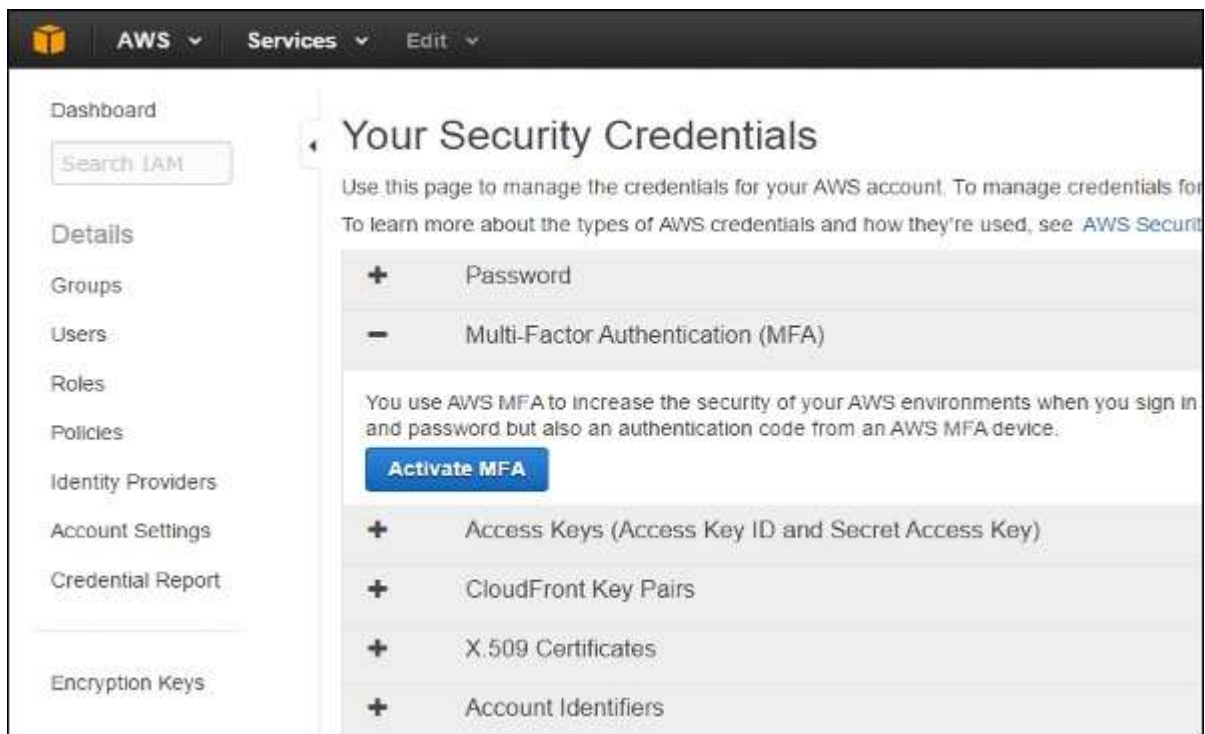 AWS Services Edit
Dashboard
Search IAM
Details
Groups
Users
Roles
Policies
Identity Providers
Account Settings
Credential Report
Encryption Keys
Your Security Credentials
Use this page to manage the credentials for your AWS account. To manage credentials for
To learn more about the types of AWS credentials and how they're used, see AWS Securit
+ Password
− Multi-Factor Authentication (MFA)
You use AWS MFA to increase the security of your AWS environments when you sign in
and password but also an authentication code from an AWS MFA device.
Activate MFA
+ Access Keys (Access Key ID and Secret Access Key)
+ CloudFront Key Pairs
+ X.509 Certificates
+ Account Identifiers